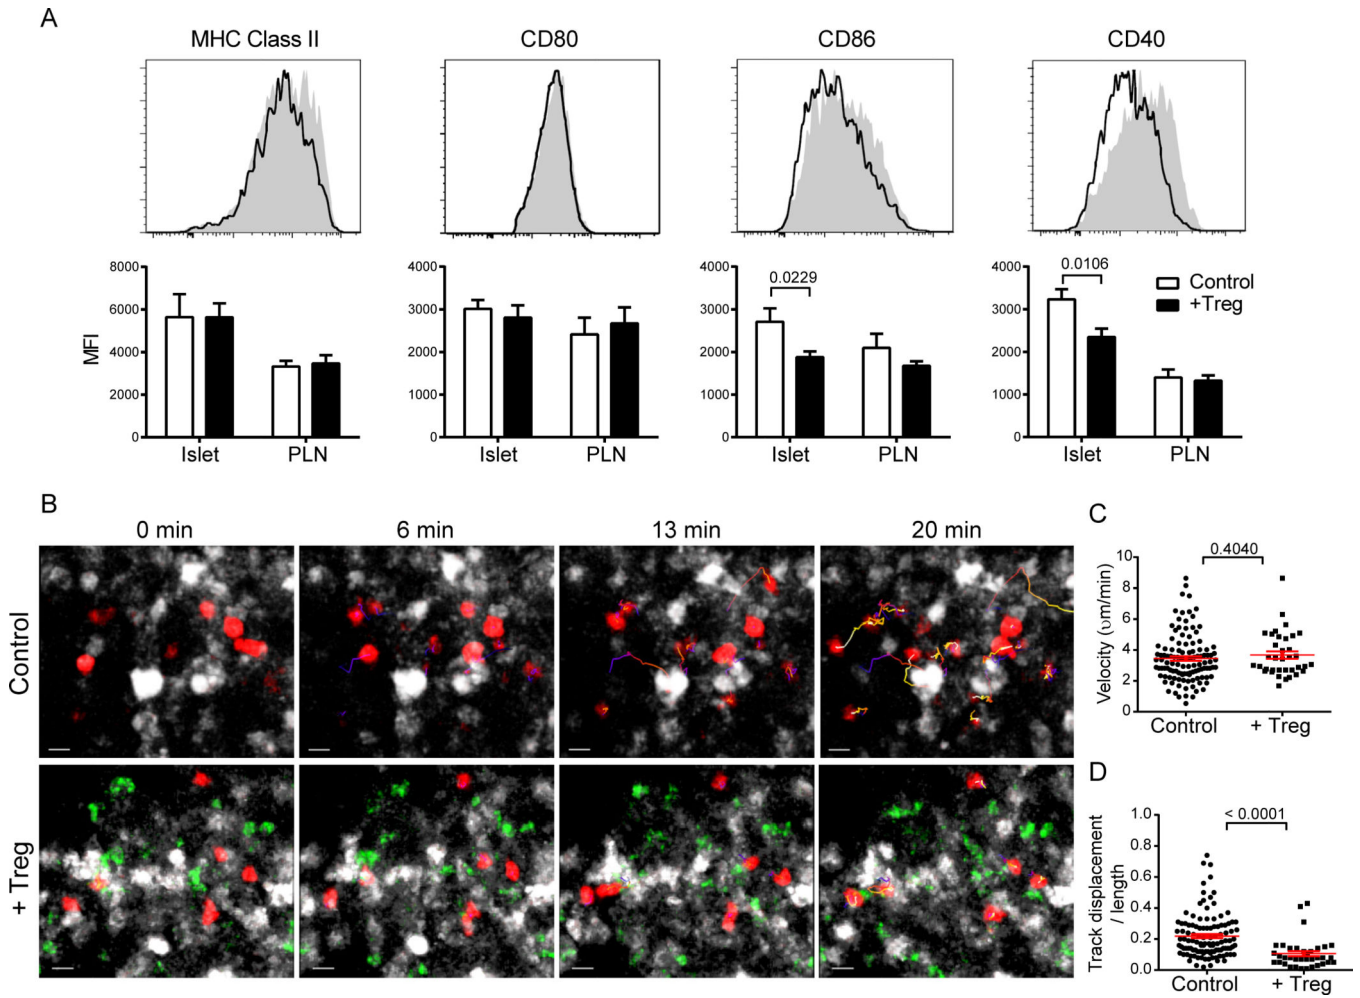 A
MHC Class II
CD80
CD86
CD40
MFI
8000
6000
4000
2000
0
Islet
PLN
4000
3000
2000
1000
0
Islet
PLN
4000
3000
2000
1000
0
0.0229
Islet
PLN
4000
3000
2000
1000
0
0.0106
Islet
PLN
Control
+Treg
B
0 min
6 min
13 min
20 min
Control
+ Treg
C
Velocity (υm/min)
10
8
6
4
2
0
0.4040
Control
+ Treg
D
Track displacement
/ length
1.0
0.8
0.6
0.4
0.2
0.0
< 0.0001
Control
+ Treg